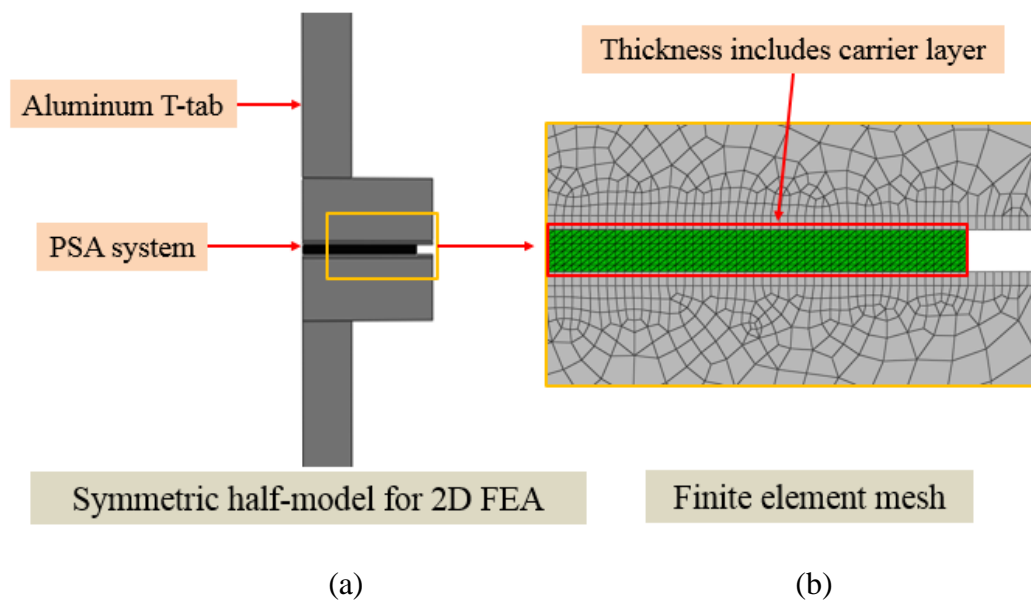 Thickness includes carrier layer
Aluminum T-tab
PSA system
Symmetric half-model for 2D FEA
Finite element mesh
(a)
(b)